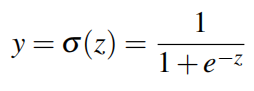 y = σ(z) = 1 / (1 + e^{-z})